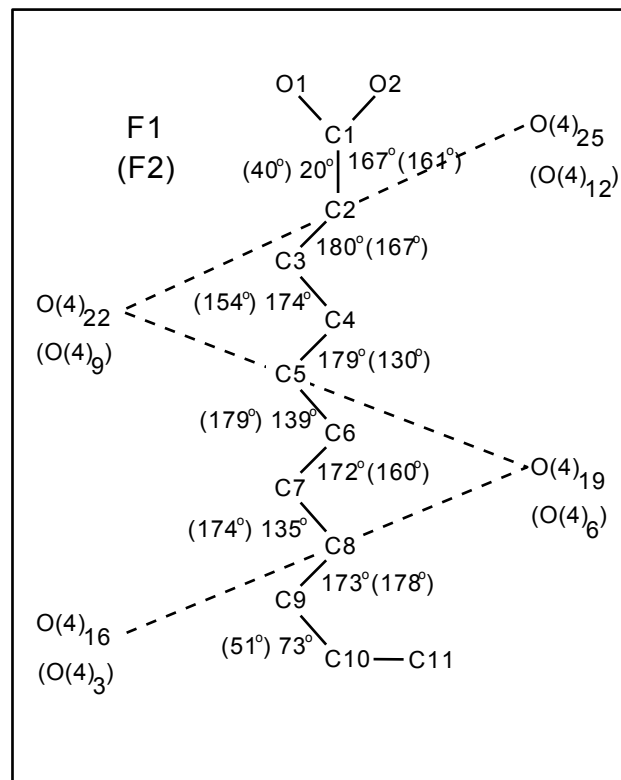 O1 O2
F1
(F2)
C1
O(4)25
(O(4)12)
(40°) 20°
167°(161°)
C2
C3
180°(167°)
O(4)22
(O(4)9)
(154°) 174°
C4
C5
179°(130°)
(179°) 139°
C6
C7
172°(160°)
O(4)19
(O(4)6)
(174°) 135°
C8
C9
173°(178°)
O(4)16
(O(4)3)
(51°) 73°
C10 C11